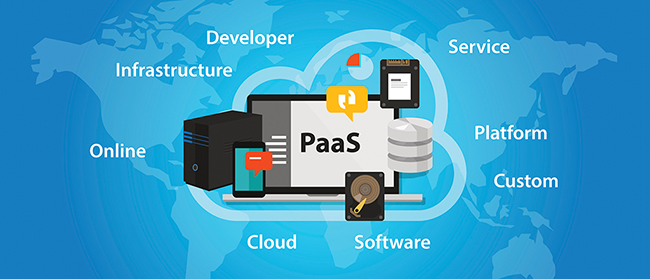 Developer
Service
Infrastructure
PaaS
Platform
Online
Custom
Cloud
Software